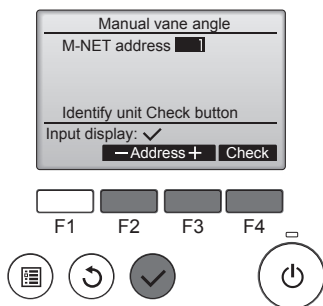 Manual vane angle
M-NET address 1
Identify unit Check button
Input display: ✓
− Address + Check
F1 F2 F3 F4